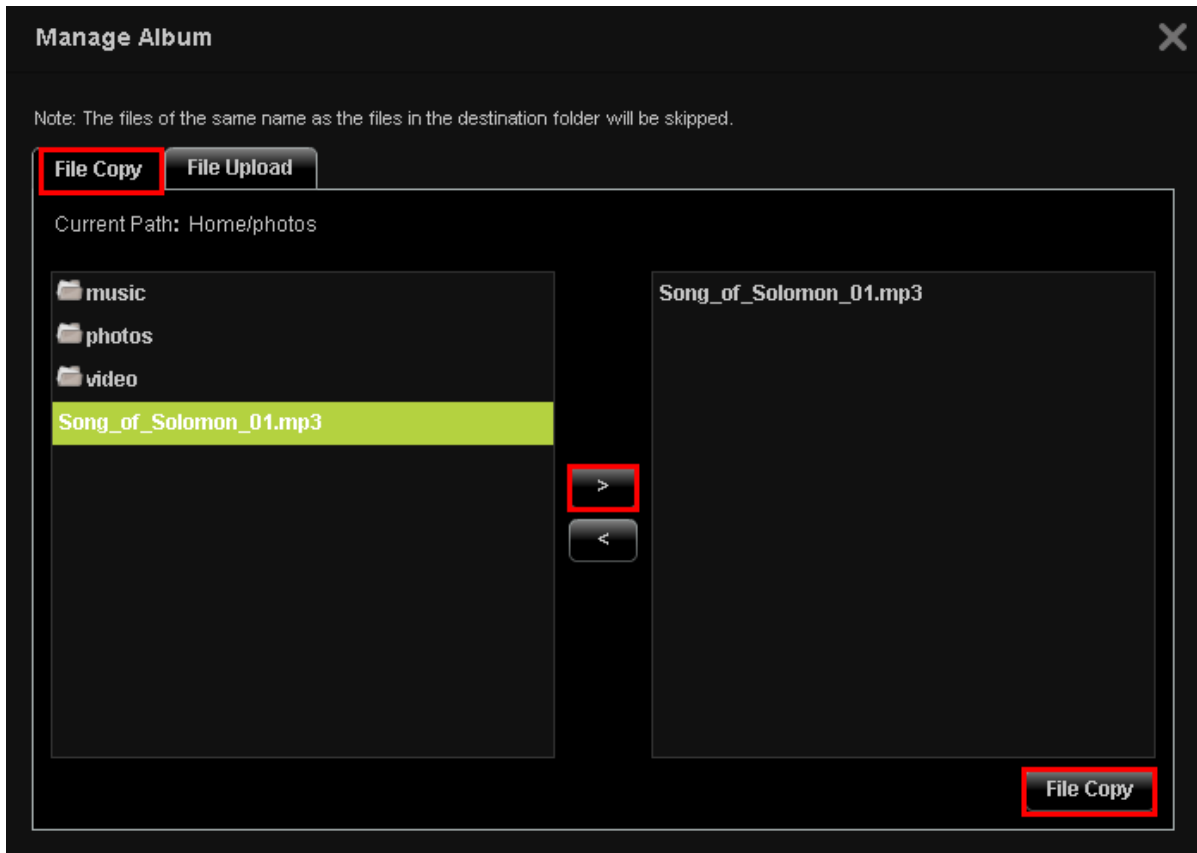 Manage Album
Note: The files of the same name as the files in the destination folder will be skipped.
File Copy
File Upload
Current Path: Home/photos
music
photos
video
Song_of_Solomon_01.mp3
>
<
Song_of_Solomon_01.mp3
File Copy